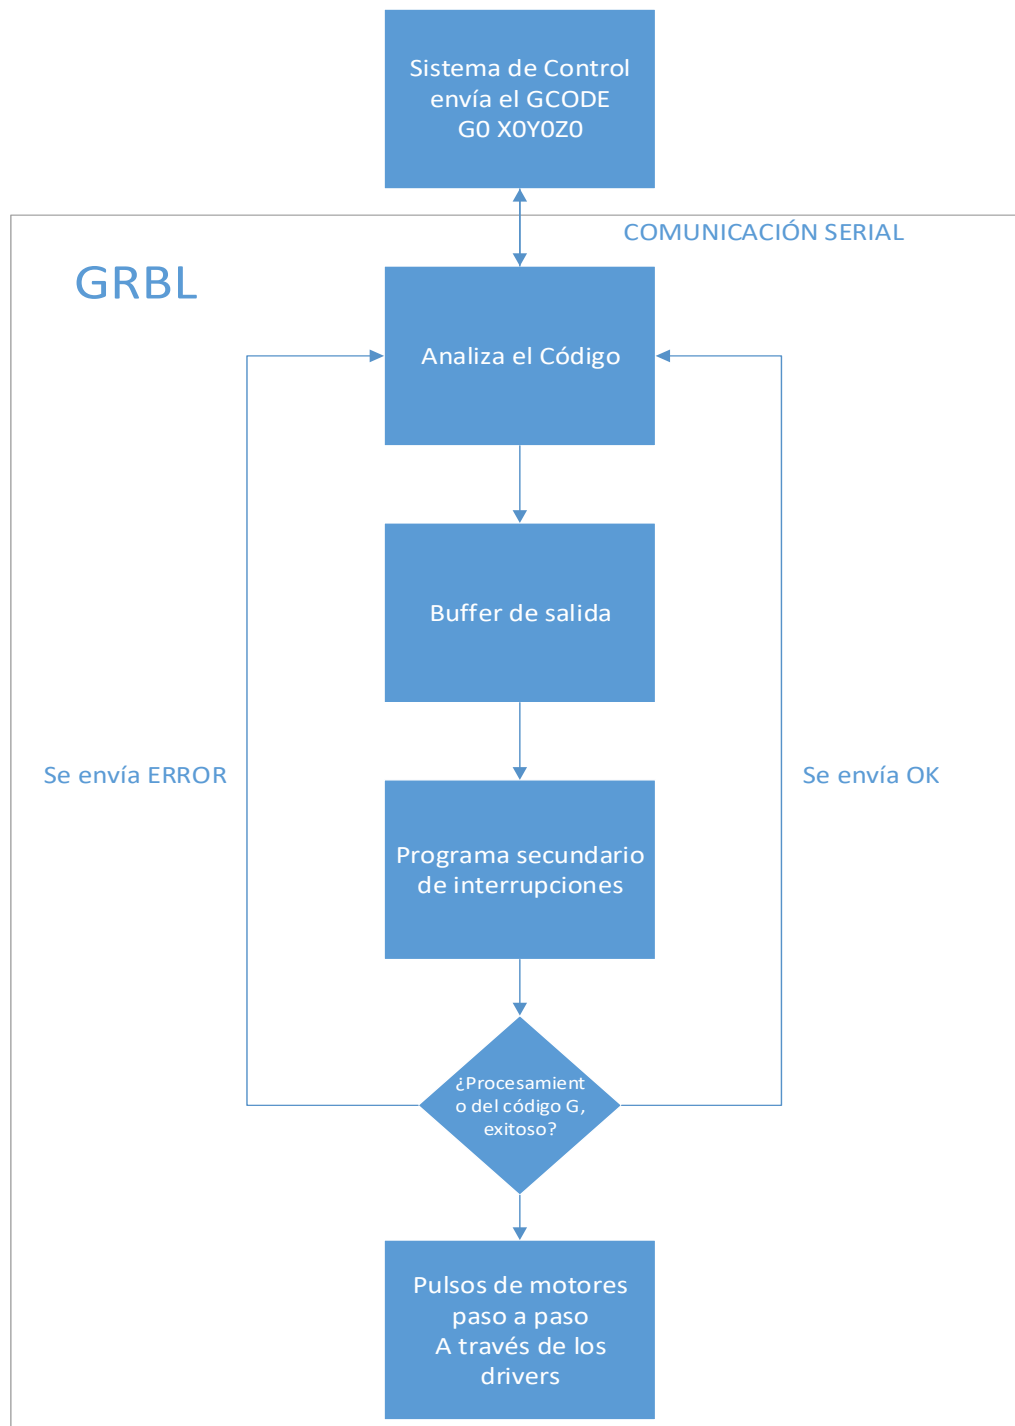 Sistema de Control
envía el GCODE
G0 X0Y0Z0
COMUNICACIÓN SERIAL
GRBL
Analiza el Código
Buffer de salida
Se envía ERROR
Se envía OK
Programa secundario
de interrupciones
¿Procesamient
o del código G,
exitoso?
Pulsos de motores
paso a paso
A través de los
drivers